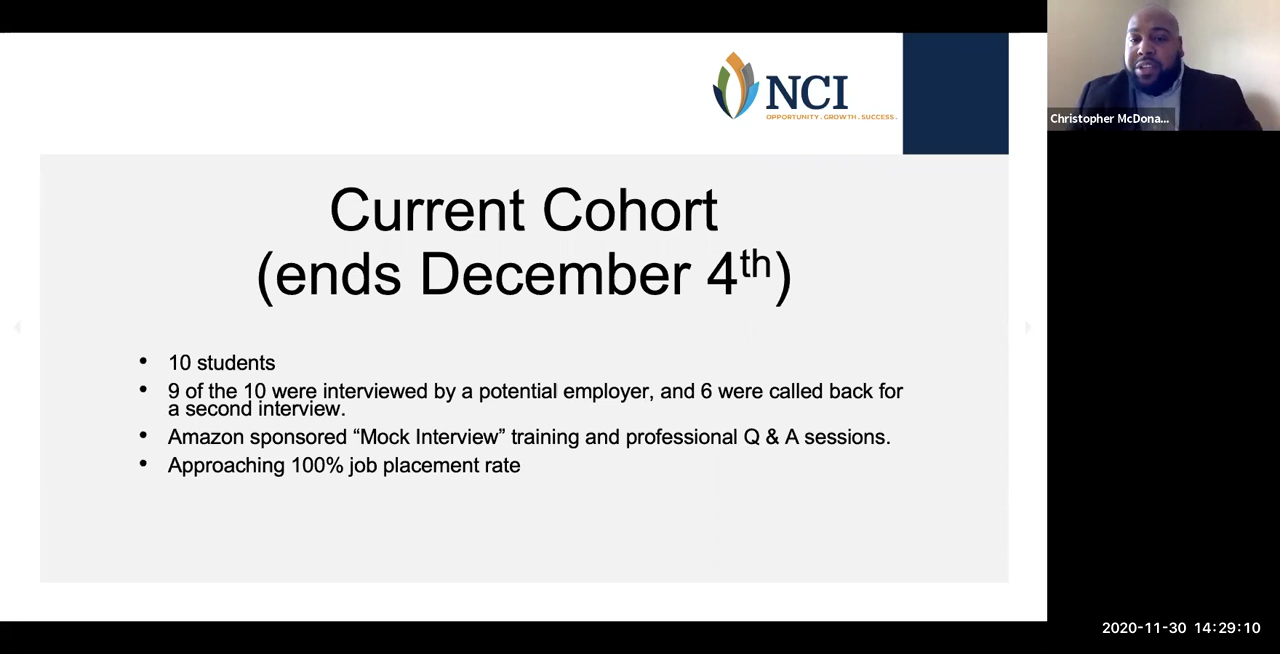 NCI
OPPORTUNITY. GROWTH. SUCCESS.
Christopher McDona...
Current Cohort
(ends December 4th)
• 10 students
• 9 of the 10 were interviewed by a potential employer, and 6 were called back for
a second interview.
• Amazon sponsored “Mock Interview” training and professional Q & A sessions.
• Approaching 100% job placement rate
2020-11-30 14:29:10